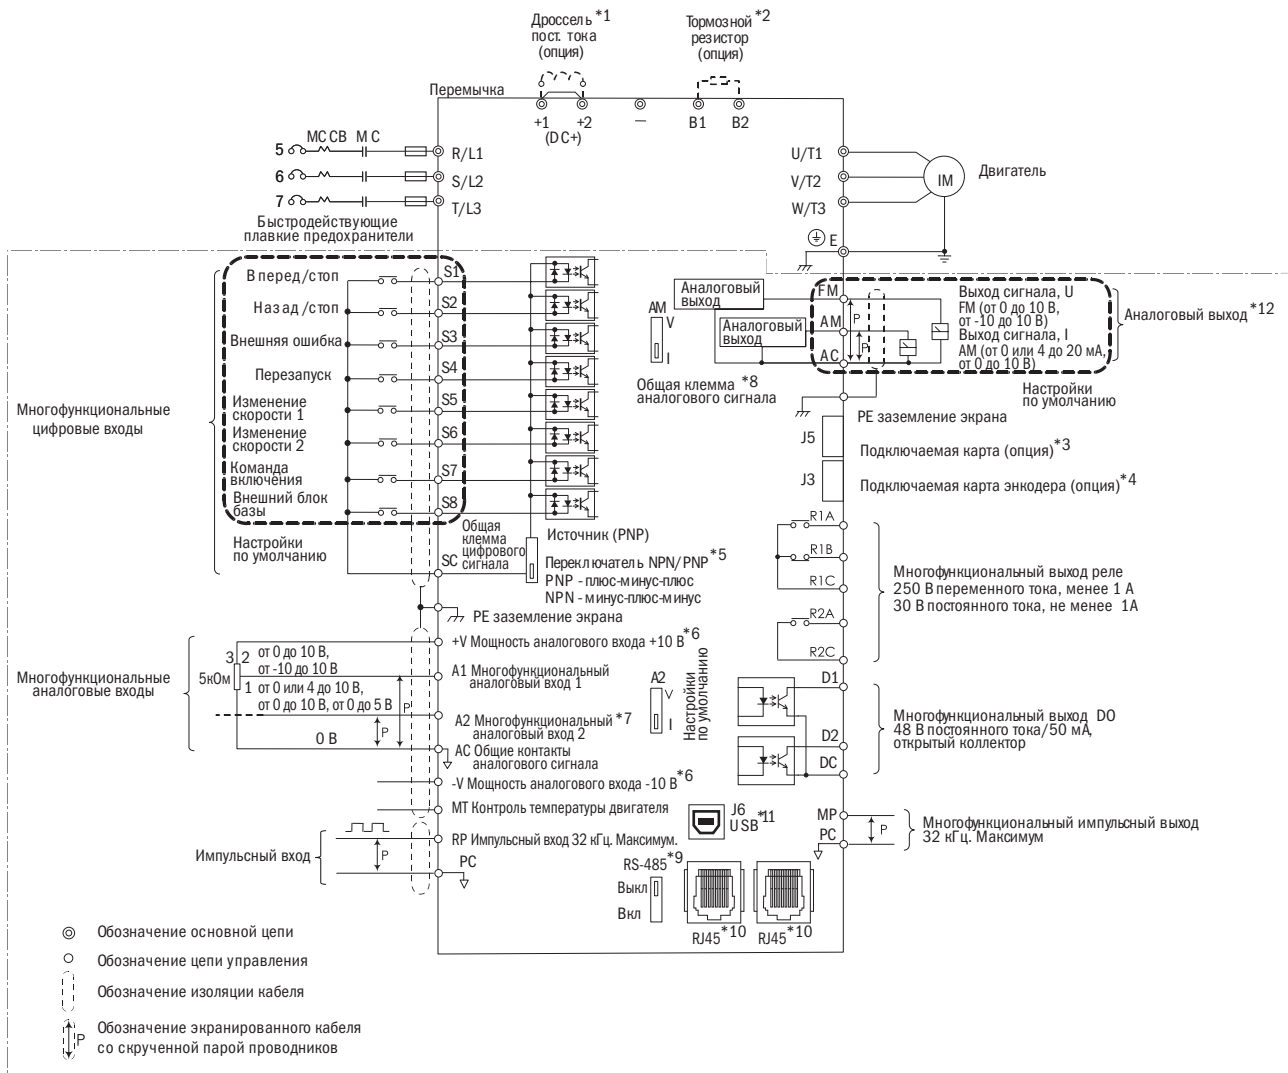 Дроссель *1
пост. тока
(опция)
Тормозной *2
резистор
(опция)
Перемычка
+1
+2
—
B1
B2
(DC+)
MCCB MC
5
R/L1
6
S/L2
7
T/L3
Быстродействующие
плавкие предохранители
U/T1
V/T2
W/T3
IM
Двигатель
E
Вперед/стоп
S1
Назад/стоп
S2
Внешняя ошибка
S3
Перезапуск
S4
Изменение
скорости 1
S5
Изменение
скорости 2
S6
Команда
включения
S7
Внешний блок
базы
S8
Многофункциональные
цифровые входы
Настройки
по умолчанию
SC
Общая
клемма
цифрового
сигнала
Источник (PNP)
Переключатель NPN/PNP *5
PNP - плюс-минус-плюс
NPN - минус-плюс-минус
PE заземление экрана
Аналоговый
выход
AM
V
I
Аналоговый
выход
FM
AM
AC
P
P
Выход сигнала, U
FM (от 0 до 10 В,
от -10 до 10 В)
Выход сигнала, I
AM (от 0 или 4 до 20 мА,
от 0 до 10 В)
Аналоговый выход *12
Общая клемма *8
аналогового сигнала
Настройки
по умолчанию
PE заземление экрана
J5
Подключаемая карта (опция) *3
J3
Подключаемая карта энкодера (опция) *4
R1A
R1B
R1C
R2A
R2C
Многофункциональный выход реле
250 В переменного тока, менее 1 А
30 В постоянного тока, не менее 1А
Многофункциональные
аналоговые входы
3 2
5кОм
1
от 0 до 10 В,
от -10 до 10 В
от 0 или 4 до 10 В,
от 0 до 10 В, от 0 до 5 В
0 В
P
P
+V Мощность аналогового входа +10 В *6
A1 Многофункциональный
аналоговый вход 1
A2 Многофункциональный *7
аналоговый вход 2
AC Общие контакты
аналогового сигнала
-V Мощность аналогового входа -10 В *6
MT Контроль температуры двигателя
A2
V
I
Настройки
по умолчанию
D1
D2
DC
Многофункциональный выход DO
48 В постоянного тока/50 мА,
открытый коллектор
Импульсный вход
P
RP Импульсный вход 32 кГц. Максимум.
PC
J6
USB *11
MP
PC
P
Многофункциональный импульсный выход
32 кГц. Максимум
RS-485 *9
Выкл
Вкл
RJ45 *10
RJ45 *10
Обозначение основной цепи
Обозначение цепи управления
Обозначение изоляции кабеля
P
Обозначение экранированного кабеля
со скрученной парой проводников